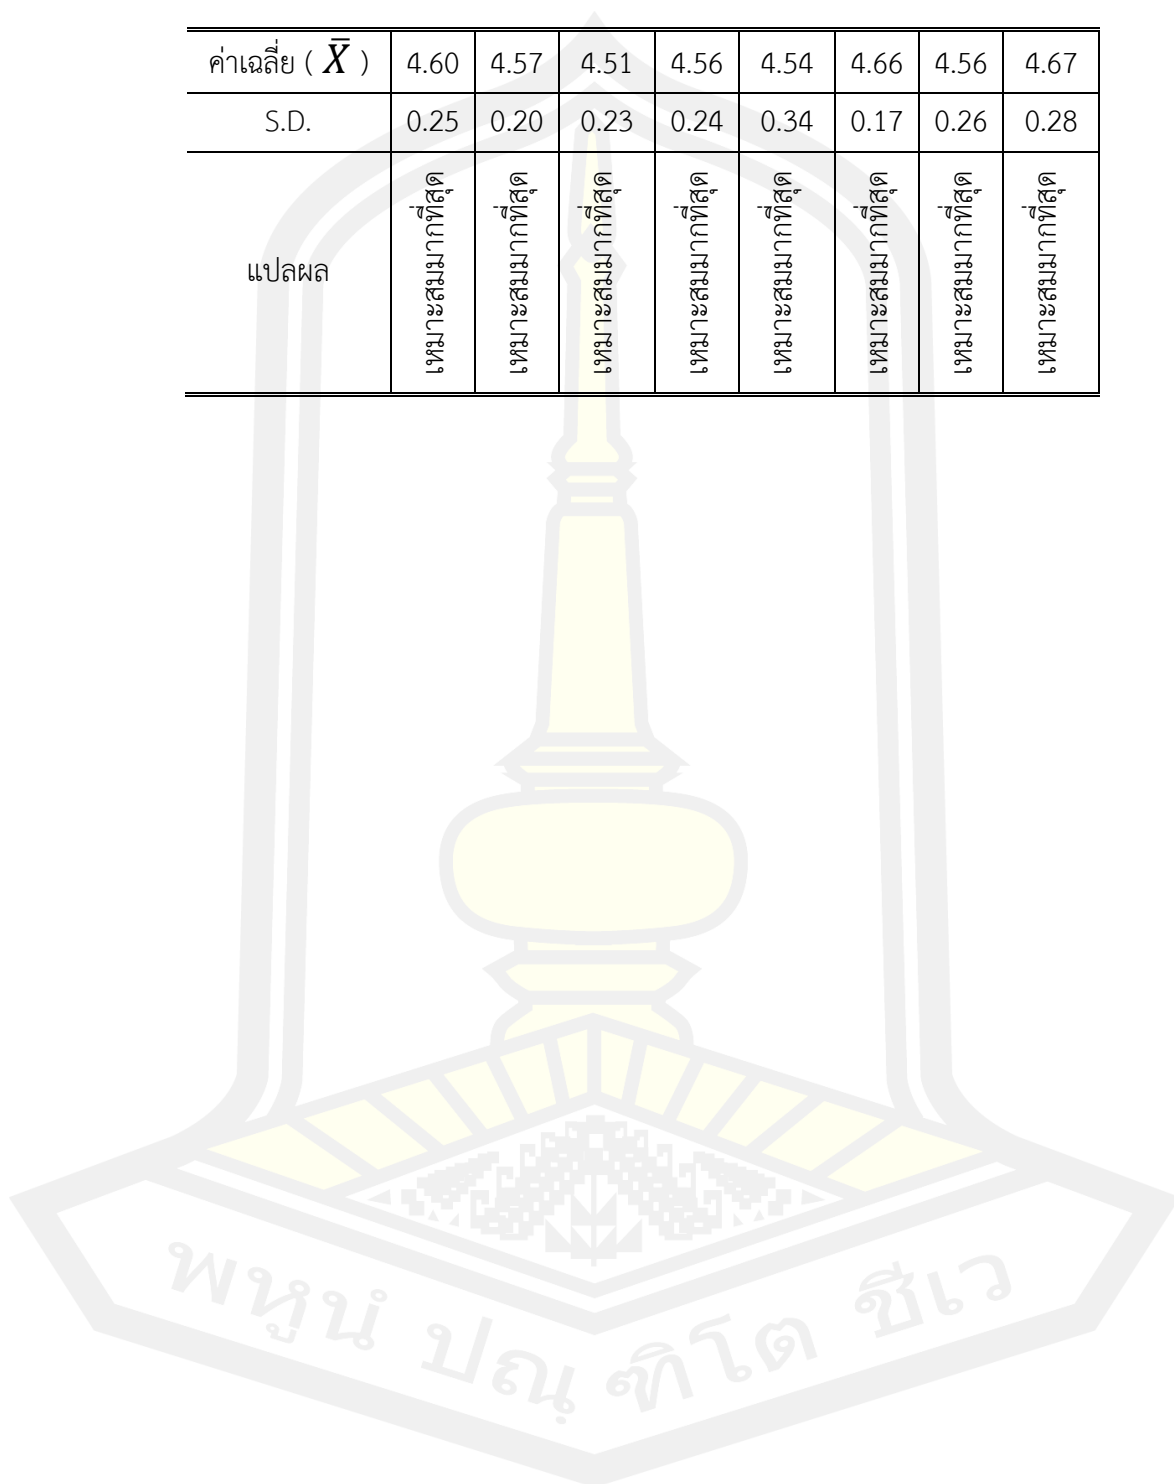 ค่าเฉลี่ย ( X̄ ) 4.60 4.57 4.51 4.56 4.54 4.66 4.56 4.67
S.D. 0.25 0.20 0.23 0.24 0.34 0.17 0.26 0.28
แปลผล เหมาะสมมากที่สุด เหมาะสมมากที่สุด เหมาะสมมากที่สุด เหมาะสมมากที่สุด เหมาะสมมากที่สุด เหมาะสมมากที่สุด เหมาะสมมากที่สุด เหมาะสมมากที่สุด
พหูนํ ปณฺฑิโต ชีเว